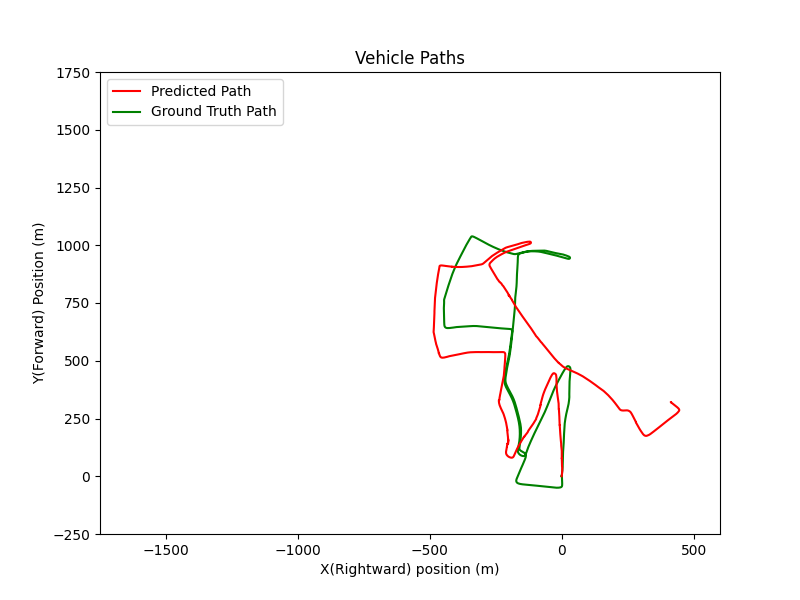 Vehicle Paths
Predicted Path
Ground Truth Path
1750
1500
1250
1000
750
500
250
0
−250
Y(Forward) Position (m)
−1500
−1000
−500
0
500
X(Rightward) position (m)